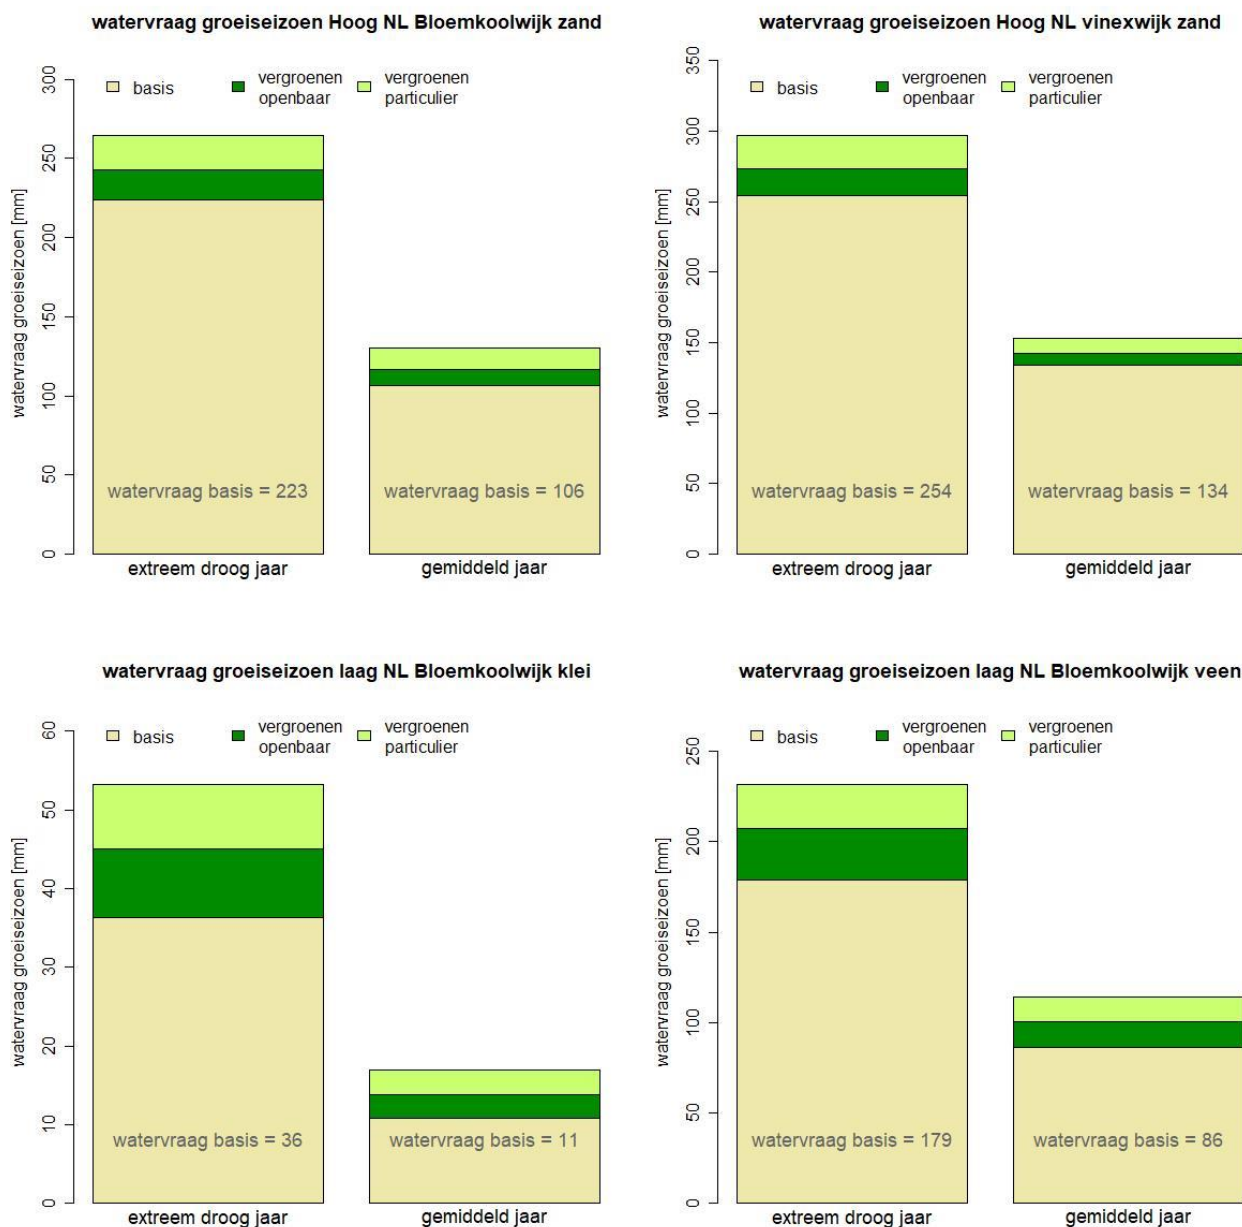 watervraag groeiseizoen Hoog NL Bloemkoolwijk zand
watervraag groeiseizoen [mm]
300
250
200
150
100
50
0
basis
vergroenen
openbaar
vergroenen
particulier
watervraag basis = 223
watervraag basis = 106
extreem droog jaar
gemiddeld jaar
watervraag groeiseizoen Hoog NL vinexwijk zand
watervraag groeiseizoen [mm]
350
300
250
200
150
100
50
0
basis
vergroenen
openbaar
vergroenen
particulier
watervraag basis = 254
watervraag basis = 134
extreem droog jaar
gemiddeld jaar
watervraag groeiseizoen laag NL Bloemkoolwijk klei
watervraag groeiseizoen [mm]
60
50
40
30
20
10
0
basis
vergroenen
openbaar
vergroenen
particulier
watervraag basis = 36
watervraag basis = 11
extreem droog jaar
gemiddeld jaar
watervraag groeiseizoen laag NL Bloemkoolwijk veen
watervraag groeiseizoen [mm]
250
200
150
100
50
0
basis
vergroenen
openbaar
vergroenen
particulier
watervraag basis = 179
watervraag basis = 86
extreem droog jaar
gemiddeld jaar